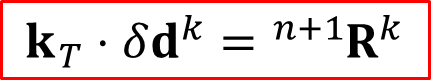 𝐤_T · δ𝐝^k = ^{n+1}𝐑^k